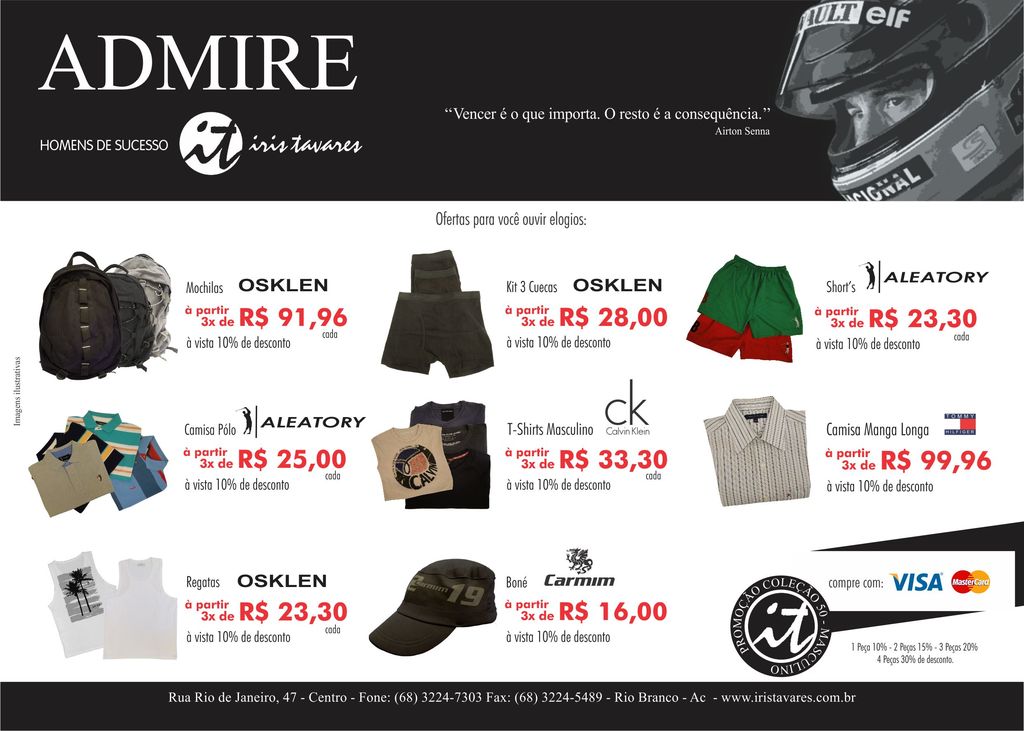 ADMIRE
HOMENS DE SUCESSO it iris tavares
“Vencer é o que importa. O resto é a consequência.”
Airton Senna
RENAULT elf
NACIONAL
Ofertas para você ouvir elogios:
Imagens ilustrativas
Mochilas OSKLEN
à partir
3x de R$ 91,96
cada
à vista 10% de desconto
Kit 3 Cuecas OSKLEN
à partir
3x de R$ 28,00
à vista 10% de desconto
Short's ALEATORY
à partir
3x de R$ 23,30
cada
à vista 10% de desconto
Camisa Pólo ALEATORY
à partir
3x de R$ 25,00
cada
à vista 10% de desconto
CALVIN
T-Shirts Masculino ck
Calvin Klein
à partir
3x de R$ 33,30
cada
à vista 10% de desconto
Camisa Manga Longa TOMMY
HILFIGER
à partir
3x de R$ 99,96
à vista 10% de desconto
Regatas OSKLEN
à partir
3x de R$ 23,30
cada
à vista 10% de desconto
19
Boné Carmim
à partir
3x de R$ 16,00
à vista 10% de desconto
PROMOÇÃO COLEÇÃO 50 - MASCULINO
it
compre com: VISA MasterCard
1 Peça 10% - 2 Peças 15% - 3 Peças 20%
4 Peças 30% de desconto.
Rua Rio de Janeiro, 47 - Centro - Fone: (68) 3224-7303 Fax: (68) 3224-5489 - Rio Branco - Ac - www.iristavares.com.br